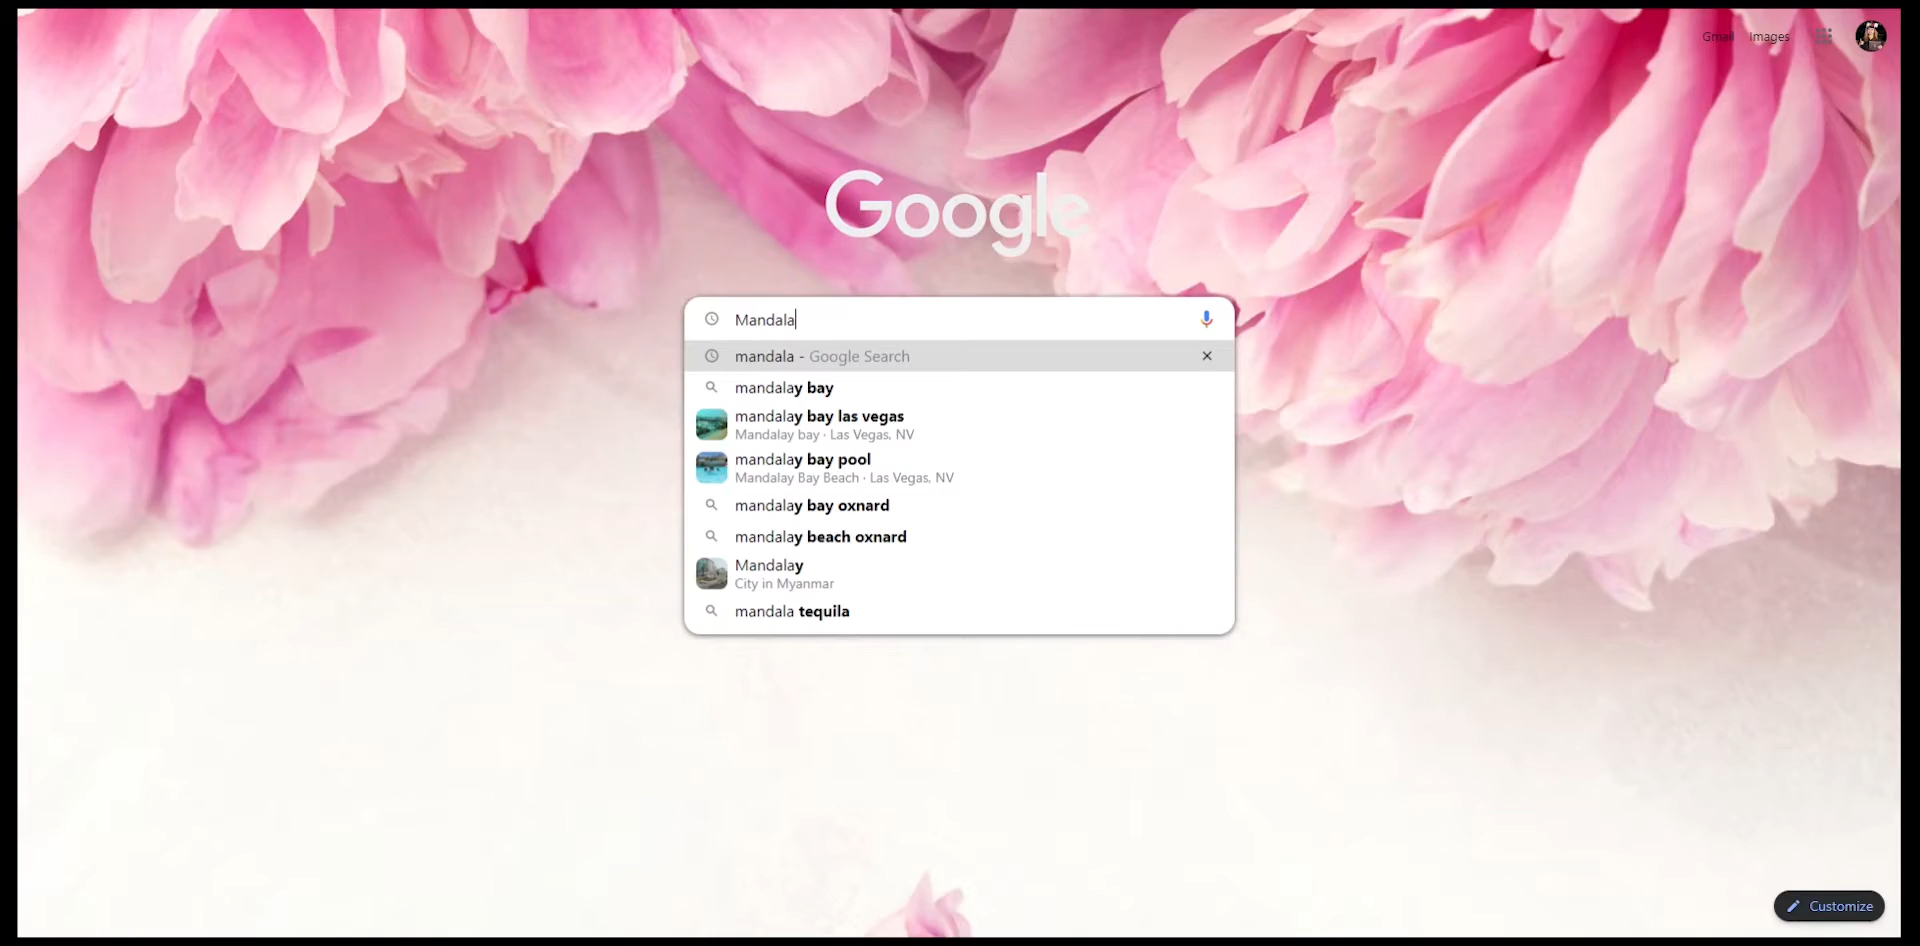 Gmail Images
Google
Mandala
mandala - Google Search
mandalay bay
mandalay bay las vegas
Mandalay bay · Las Vegas, NV
mandalay bay pool
Mandalay Bay Beach · Las Vegas, NV
mandalay bay oxnard
mandalay beach oxnard
Mandalay
City in Myanmar
mandala tequila
Customize